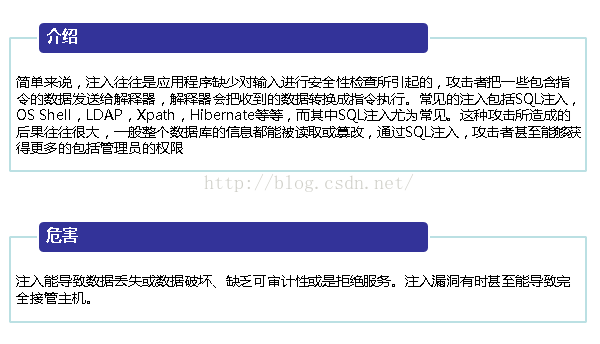 介绍
简单来说，注入往往是应用程序缺少对输入进行安全性检查所引起的，攻击者把一些包含指
令的数据发送给解释器，解释器会把收到的数据转换成指令执行。常见的注入包括SQL注入，
OS Shell，LDAP，Xpath，Hibernate等等，而其中SQL注入尤为常见。这种攻击所造成的
后果往往很大，一般整个数据库的信息都能被读取或篡改，通过SQL注入，攻击者甚至能够获
得更多的包括管理员的权限
http://blog.csdn.net/
危害
注入能导致数据丢失或数据破坏、缺乏可审计性或是拒绝服务。注入漏洞有时甚至能导致完
全接管主机。